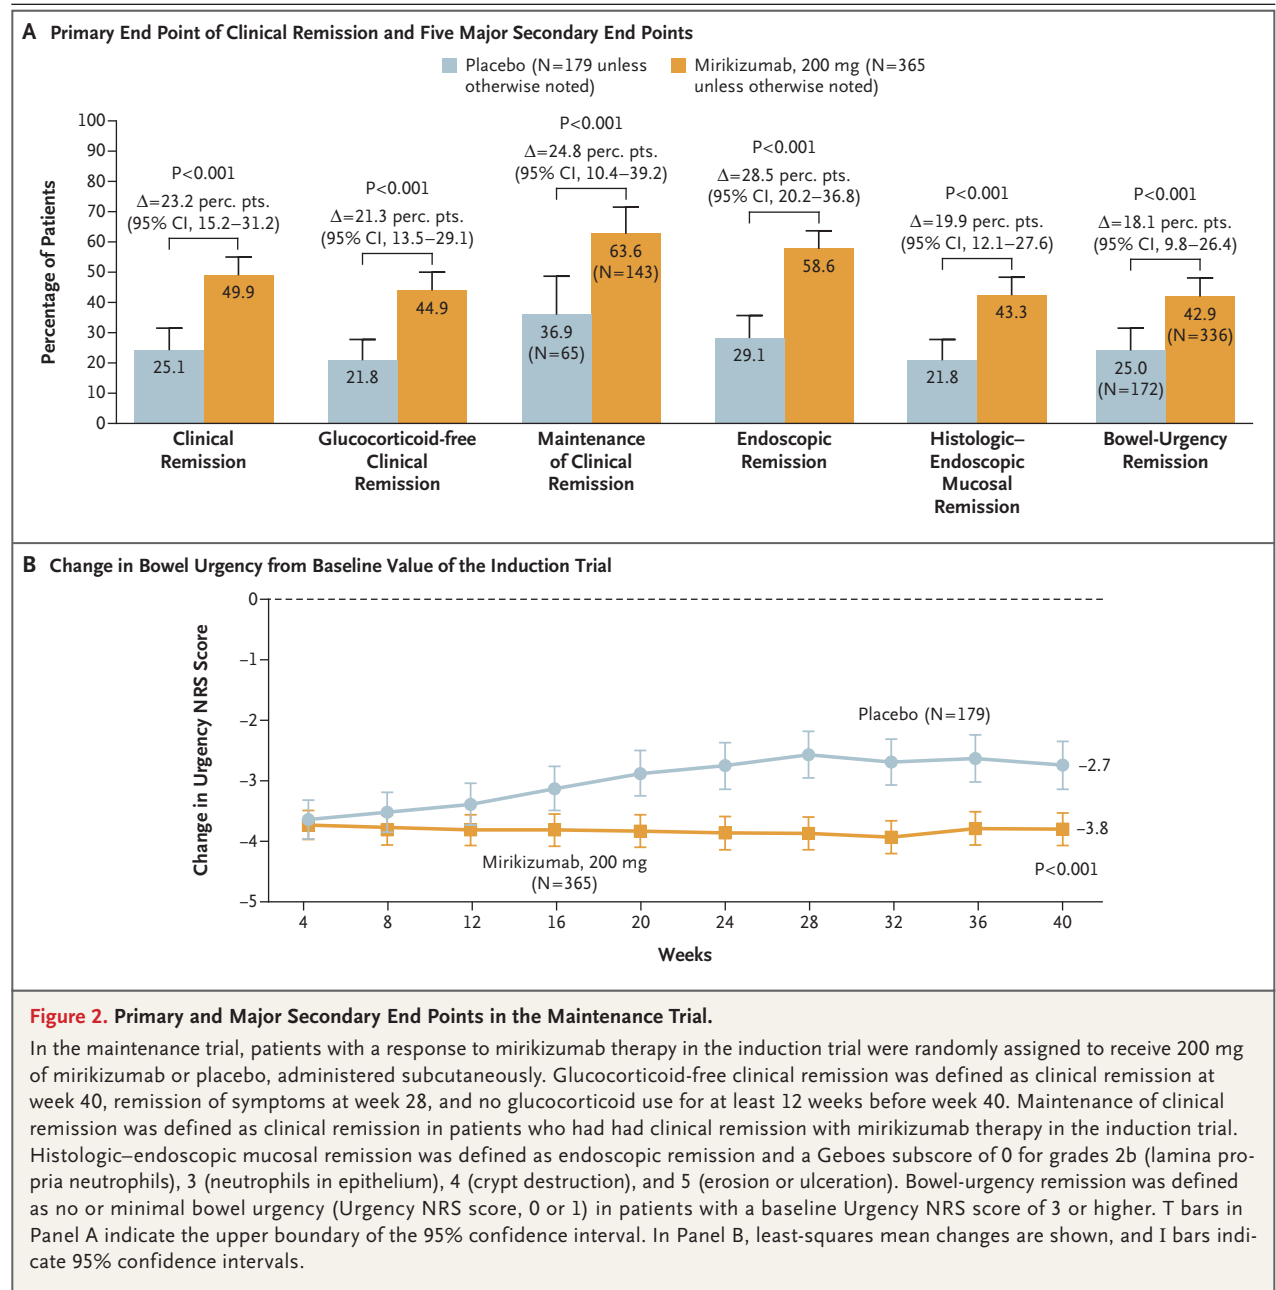 A Primary End Point of Clinical Remission and Five Major Secondary End Points
Placebo (N=179 unless otherwise noted)
Mirikizumab, 200 mg (N=365 unless otherwise noted)
Percentage of Patients
100
90
80
70
60
50
40
30
20
10
0
P<0.001
Δ=23.2 perc. pts.
(95% CI, 15.2–31.2)
25.1
49.9
Clinical
Remission
P<0.001
Δ=21.3 perc. pts.
(95% CI, 13.5–29.1)
21.8
44.9
Glucocorticoid-free
Clinical
Remission
P<0.001
Δ=24.8 perc. pts.
(95% CI, 10.4–39.2)
36.9
(N=65)
63.6
(N=143)
Maintenance
of Clinical
Remission
P<0.001
Δ=28.5 perc. pts.
(95% CI, 20.2–36.8)
29.1
58.6
Endoscopic
Remission
P<0.001
Δ=19.9 perc. pts.
(95% CI, 12.1–27.6)
21.8
43.3
Histologic–
Endoscopic
Mucosal
Remission
P<0.001
Δ=18.1 perc. pts.
(95% CI, 9.8–26.4)
25.0
(N=172)
42.9
(N=336)
Bowel-Urgency
Remission
B Change in Bowel Urgency from Baseline Value of the Induction Trial
Change in Urgency NRS Score
0
–1
–2
–3
–4
–5
Placebo (N=179)
–2.7
–3.8
Mirikizumab, 200 mg
(N=365)
P<0.001
4 8 12 16 20 24 28 32 36 40
Weeks
Figure 2. Primary and Major Secondary End Points in the Maintenance Trial.
In the maintenance trial, patients with a response to mirikizumab therapy in the induction trial were randomly assigned to receive 200 mg
of mirikizumab or placebo, administered subcutaneously. Glucocorticoid-free clinical remission was defined as clinical remission at
week 40, remission of symptoms at week 28, and no glucocorticoid use for at least 12 weeks before week 40. Maintenance of clinical
remission was defined as clinical remission in patients who had had clinical remission with mirikizumab therapy in the induction trial.
Histologic–endoscopic mucosal remission was defined as endoscopic remission and a Geboes subscore of 0 for grades 2b (lamina pro-
pria neutrophils), 3 (neutrophils in epithelium), 4 (crypt destruction), and 5 (erosion or ulceration). Bowel-urgency remission was defined
as no or minimal bowel urgency (Urgency NRS score, 0 or 1) in patients with a baseline Urgency NRS score of 3 or higher. T bars in
Panel A indicate the upper boundary of the 95% confidence interval. In Panel B, least-squares mean changes are shown, and I bars indi-
cate 95% confidence intervals.